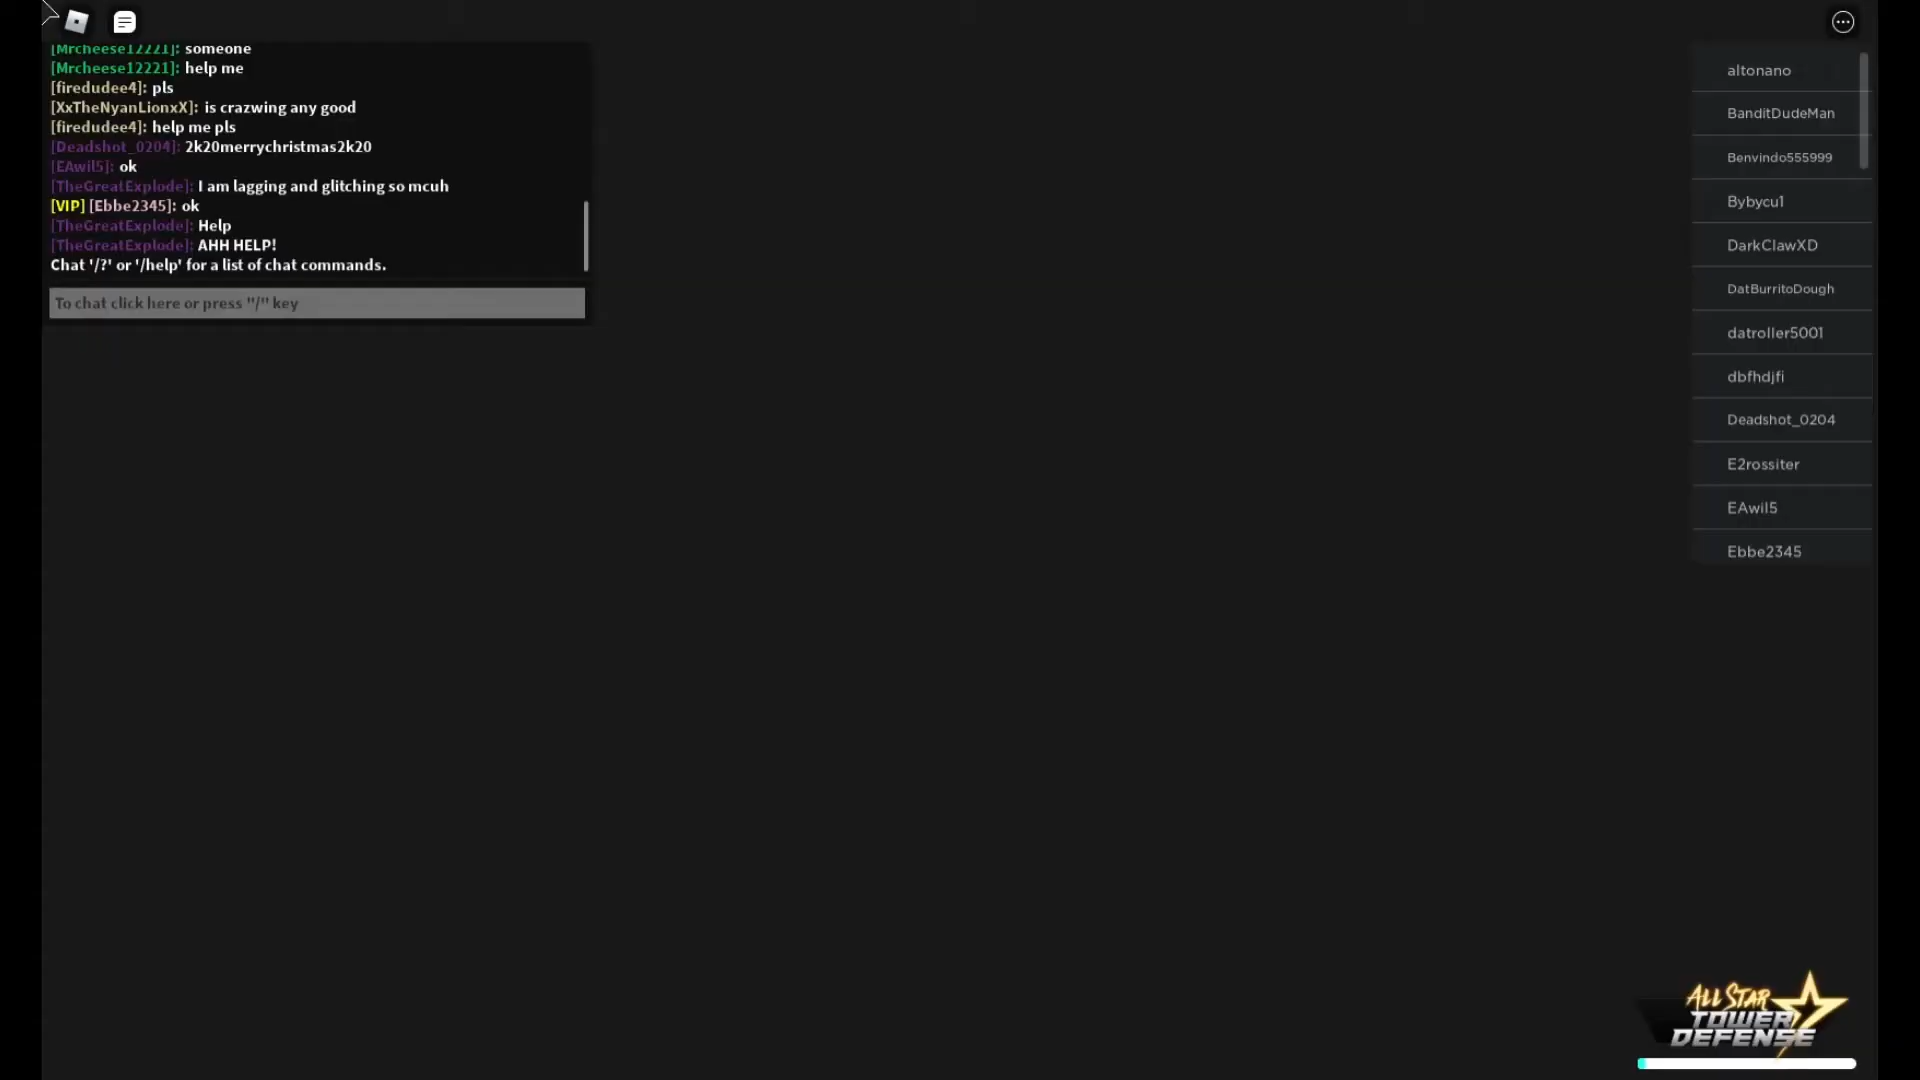 [Mrcheese12221]: someone
[Mrcheese12221]: help me
[firedudee4]: pls
[XxTheNyanLionxX]: is crazwing any good
[firedudee4]: help me pls
[Deadshot_0204]: 2k20merrychristmas2k20
[EAwil5]: ok
[TheGreatExplode]: I am lagging and glitching so mcuh
[VIP] [Ebbe2345]: ok
[TheGreatExplode]: Help
[TheGreatExplode]: AHH HELP!
Chat '/?' or '/help' for a list of chat commands.
To chat click here or press "/" key
altonano
BanditDudeMan
Benvindo555999
Bybycu1
DarkClawXD
DatBurritoDough
datroller5001
dbfhdjfi
Deadshot_0204
E2rossiter
EAwil5
Ebbe2345
ALL STAR
TOWER
DEFENSE